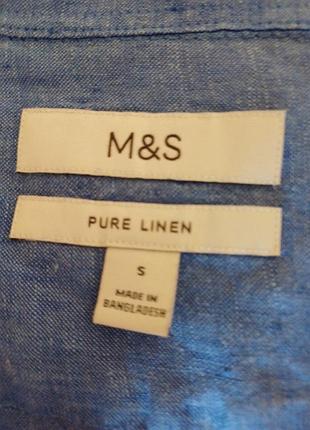 M&S
PURE LINEN
S
MADE IN
BANGLADESH